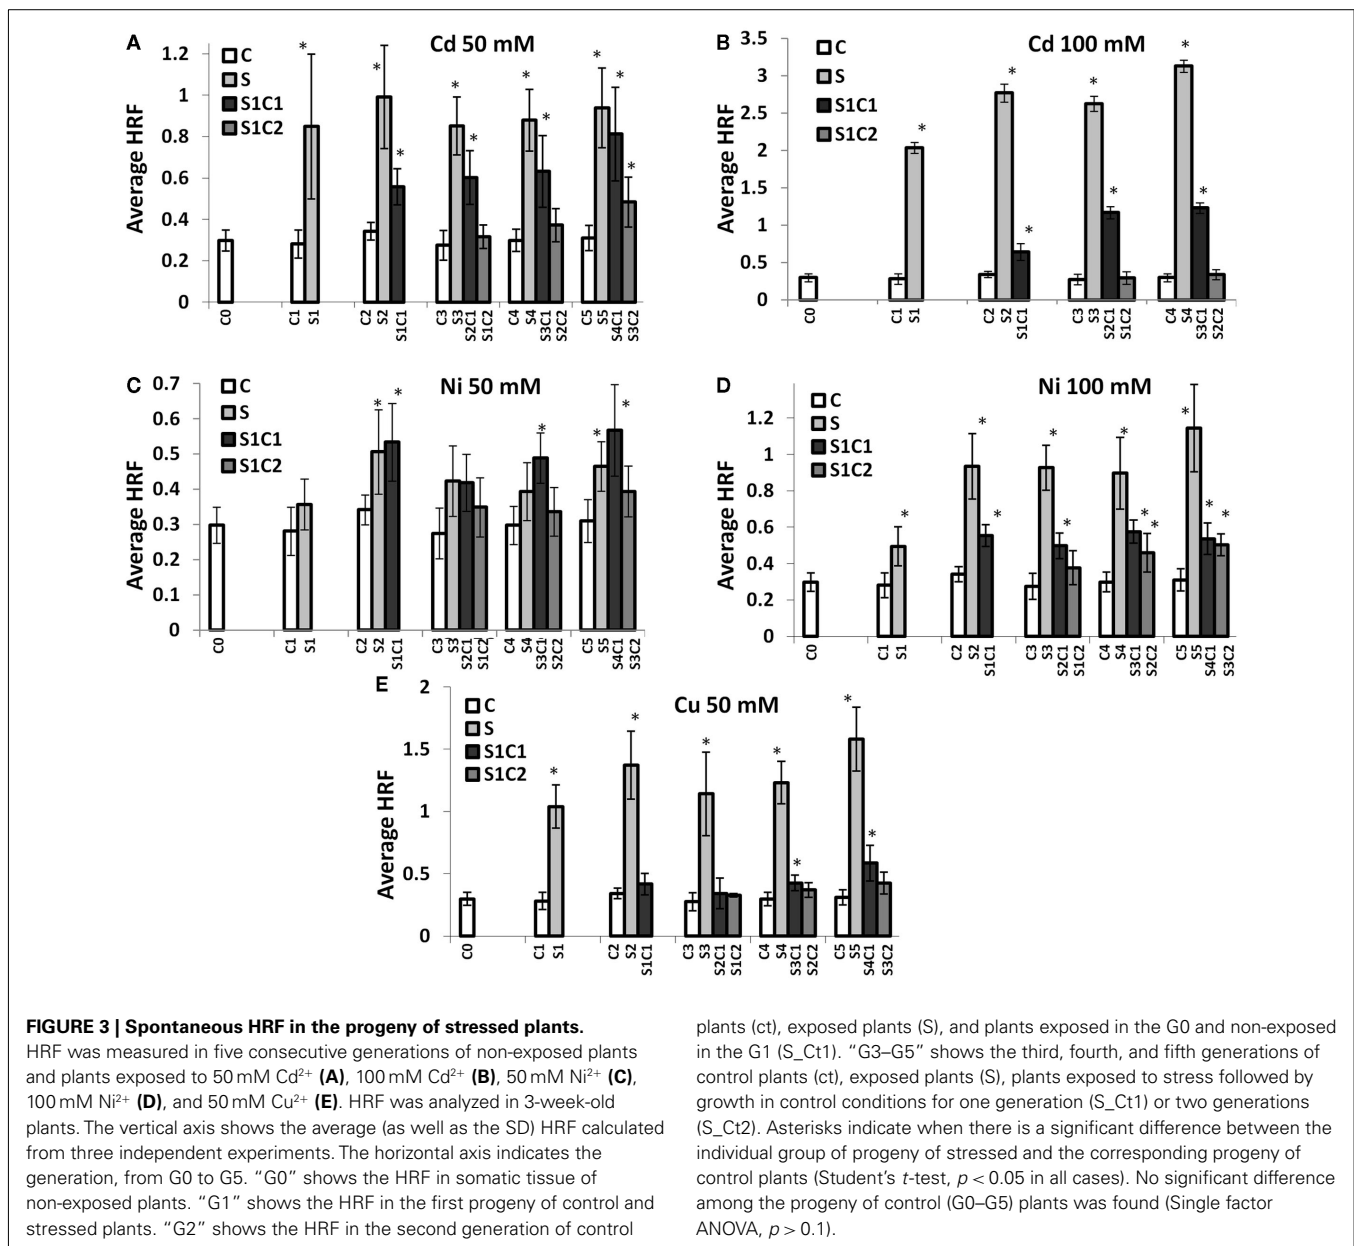 A
Cd 50 mM
C
S
S1C1
S1C2
Average HRF
1.2
1
0.8
0.6
0.4
0.2
0
* * * * * * * * * *
C0 C1 S1 C2 S2 S1C1 C3 S3 S2C1 S1C2 C4 S4 S3C1 S2C2 C5 S5 S4C1 S3C2
B
Cd 100 mM
C
S
S1C1
S1C2
Average HRF
3.5
3
2.5
2
1.5
1
0.5
0
* * * * * * *
C0 C1 S1 C2 S2 S1C1 C3 S3 S2C1 S1C2 C4 S4 S3C1 S2C2
C
Ni 50 mM
C
S
S1C1
S1C2
Average HRF
0.7
0.6
0.5
0.4
0.3
0.2
0.1
0
* * * * *
C0 C1 S1 C2 S2 S1C1 C3 S3 S2C1 S1C2 C4 S4 S3C1 S2C2 C5 S5 S4C1 S3C2
D
Ni 100 mM
C
S
S1C1
S1C2
Average HRF
1.2
1
0.8
0.6
0.4
0.2
0
* * * * * * * * * * *
C0 C1 S1 C2 S2 S1C1 C3 S3 S2C1 S1C2 C4 S4 S3C1 S2C2 C5 S5 S4C1 S3C2
E
Cu 50 mM
C
S
S1C1
S1C2
Average HRF
2
1.5
1
0.5
0
* * * * * * *
C0 C1 S1 C2 S2 S1C1 C3 S3 S2C1 S1C2 C4 S4 S3C1 S2C2 C5 S5 S4C1 S3C2
FIGURE 3 | Spontaneous HRF in the progeny of stressed plants.
HRF was measured in five consecutive generations of non-exposed plants
and plants exposed to 50 mM Cd²⁺ (A), 100 mM Cd²⁺ (B), 50 mM Ni²⁺ (C),
100 mM Ni²⁺ (D), and 50 mM Cu²⁺ (E). HRF was analyzed in 3-week-old
plants. The vertical axis shows the average (as well as the SD) HRF calculated
from three independent experiments. The horizontal axis indicates the
generation, from G0 to G5. “G0” shows the HRF in somatic tissue of
non-exposed plants. “G1” shows the HRF in the first progeny of control and
stressed plants. “G2” shows the HRF in the second generation of control
plants (ct), exposed plants (S), and plants exposed in the G0 and non-exposed
in the G1 (S_Ct1). “G3–G5” shows the third, fourth, and fifth generations of
control plants (ct), exposed plants (S), plants exposed to stress followed by
growth in control conditions for one generation (S_Ct1) or two generations
(S_Ct2). Asterisks indicate when there is a significant difference between the
individual group of progeny of stressed and the corresponding progeny of
control plants (Student’s t-test, p < 0.05 in all cases). No significant difference
among the progeny of control (G0–G5) plants was found (Single factor
ANOVA, p > 0.1).